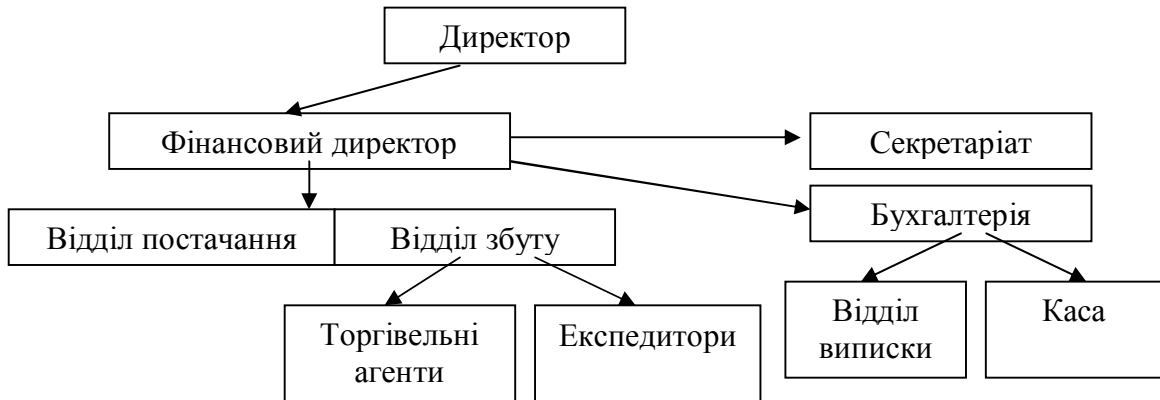 Директор
Фінансовий директор
Секретаріат
Бухгалтерія
Відділ постачання
Відділ збуту
Торгівельні
агенти
Експедитори
Відділ
виписки
Каса